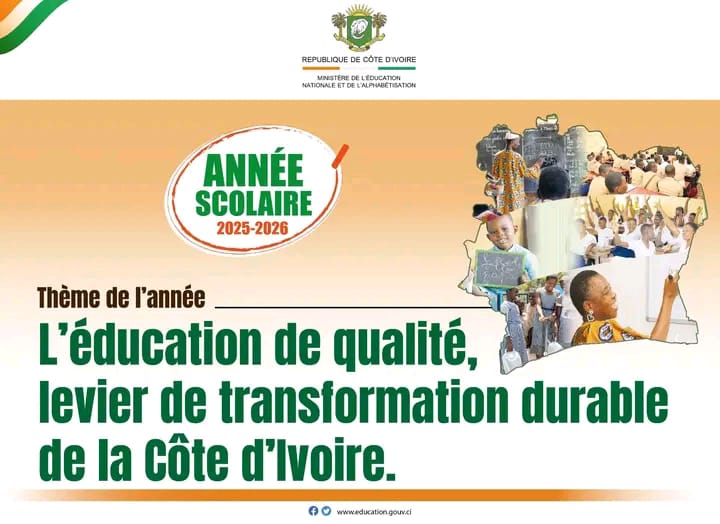 REPUBLIQUE DE CÔTE D'IVOIRE
MINISTÈRE DE L'ÉDUCATION
NATIONALE ET DE L'ALPHABÉTISATION
ANNÉE
SCOLAIRE
2025-2026
Thème de l'année
L'éducation de qualité,
levier de transformation durable
de la Côte d'Ivoire.
www.education.gouv.ci